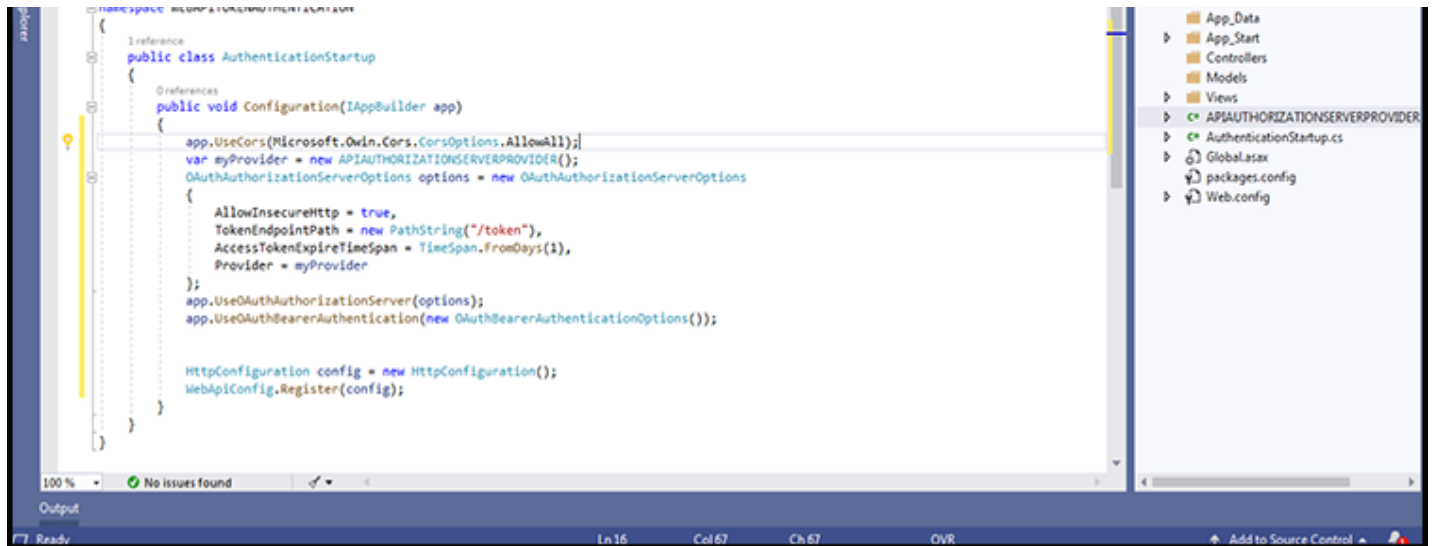 plorer
namespace WEBAPITOKENAUTHENTICATION
{
1 reference
public class AuthenticationStartup
{
0 references
public void Configuration(IAppBuilder app)
{
app.UseCors(Microsoft.Owin.Cors.CorsOptions.AllowAll);
var myProvider = new APIAUTHORIZATIONSERVERPROVIDER();
OAuthAuthorizationServerOptions options = new OAuthAuthorizationServerOptions
{
AllowInsecureHttp = true,
TokenEndpointPath = new PathString("/token"),
AccessTokenExpireTimeSpan = TimeSpan.FromDays(1),
Provider = myProvider
};
app.UseOAuthAuthorizationServer(options);
app.UseOAuthBearerAuthentication(new OAuthBearerAuthenticationOptions());
HttpConfiguration config = new HttpConfiguration();
WebApiConfig.Register(config);
}
}
}
100 %
No issues found
Output
Ready
Ln 16
Col 67
Ch 67
OVR
Add to Source Control
App_Data
App_Start
Controllers
Models
Views
C# APIAUTHORIZATIONSERVERPROVIDER
C# AuthenticationStartup.cs
Global.asax
packages.config
Web.config